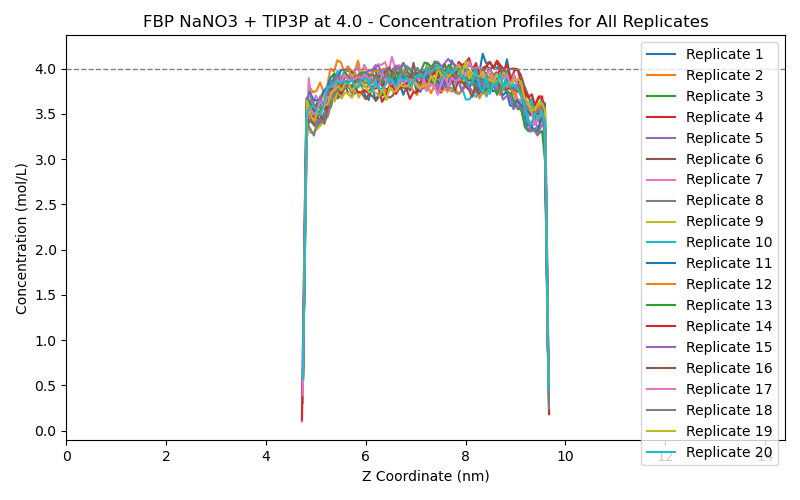 FBP NaNO3 + TIP3P at 4.0 - Concentration Profiles for All Replicates
Concentration (mol/L)
4.0
3.5
3.0
2.5
2.0
1.5
1.0
0.5
0.0
0
2
4
6
8
10
12
14
Z Coordinate (nm)
Replicate 1
Replicate 2
Replicate 3
Replicate 4
Replicate 5
Replicate 6
Replicate 7
Replicate 8
Replicate 9
Replicate 10
Replicate 11
Replicate 12
Replicate 13
Replicate 14
Replicate 15
Replicate 16
Replicate 17
Replicate 18
Replicate 19
Replicate 20